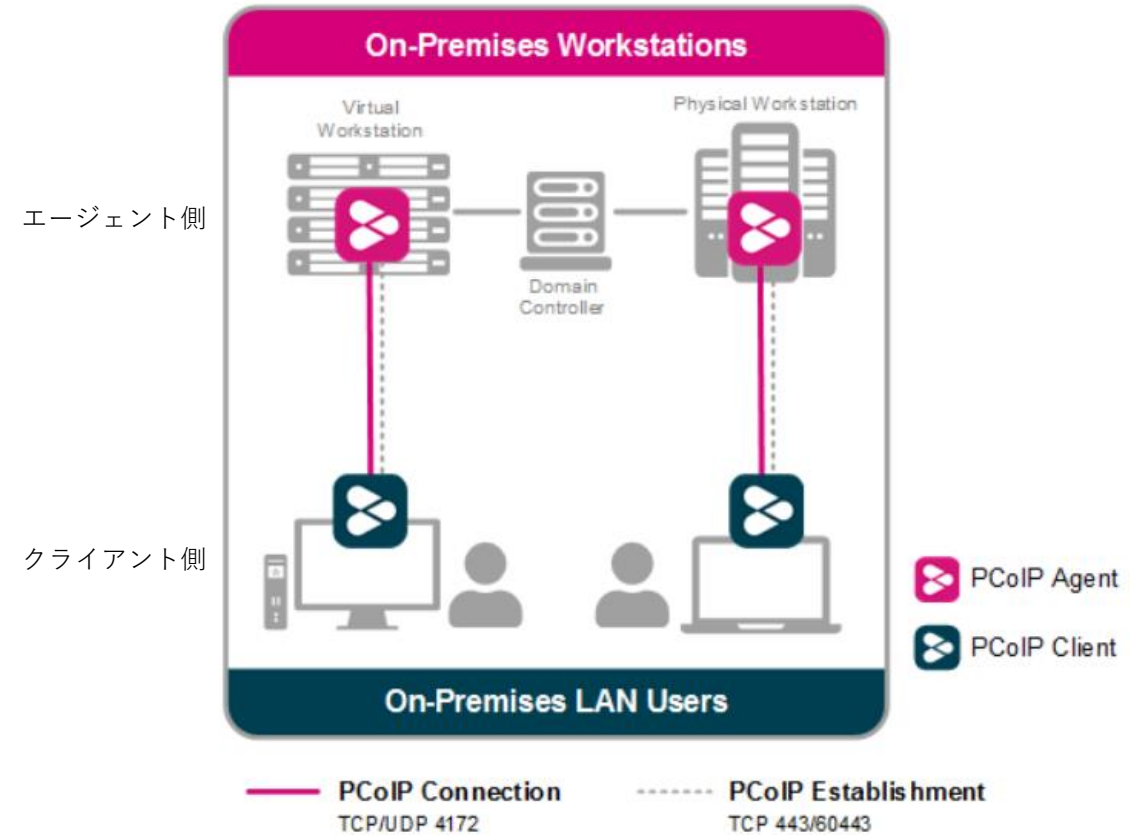 On-Premises Workstations
Virtual
Workstation
Physical Workstation
エージェント側
Domain
Controller
クライアント側
PCoIP Agent
PCoIP Client
On-Premises LAN Users
PCoIP Connection
TCP/UDP 4172
PCoIP Establishment
TCP 443/60443